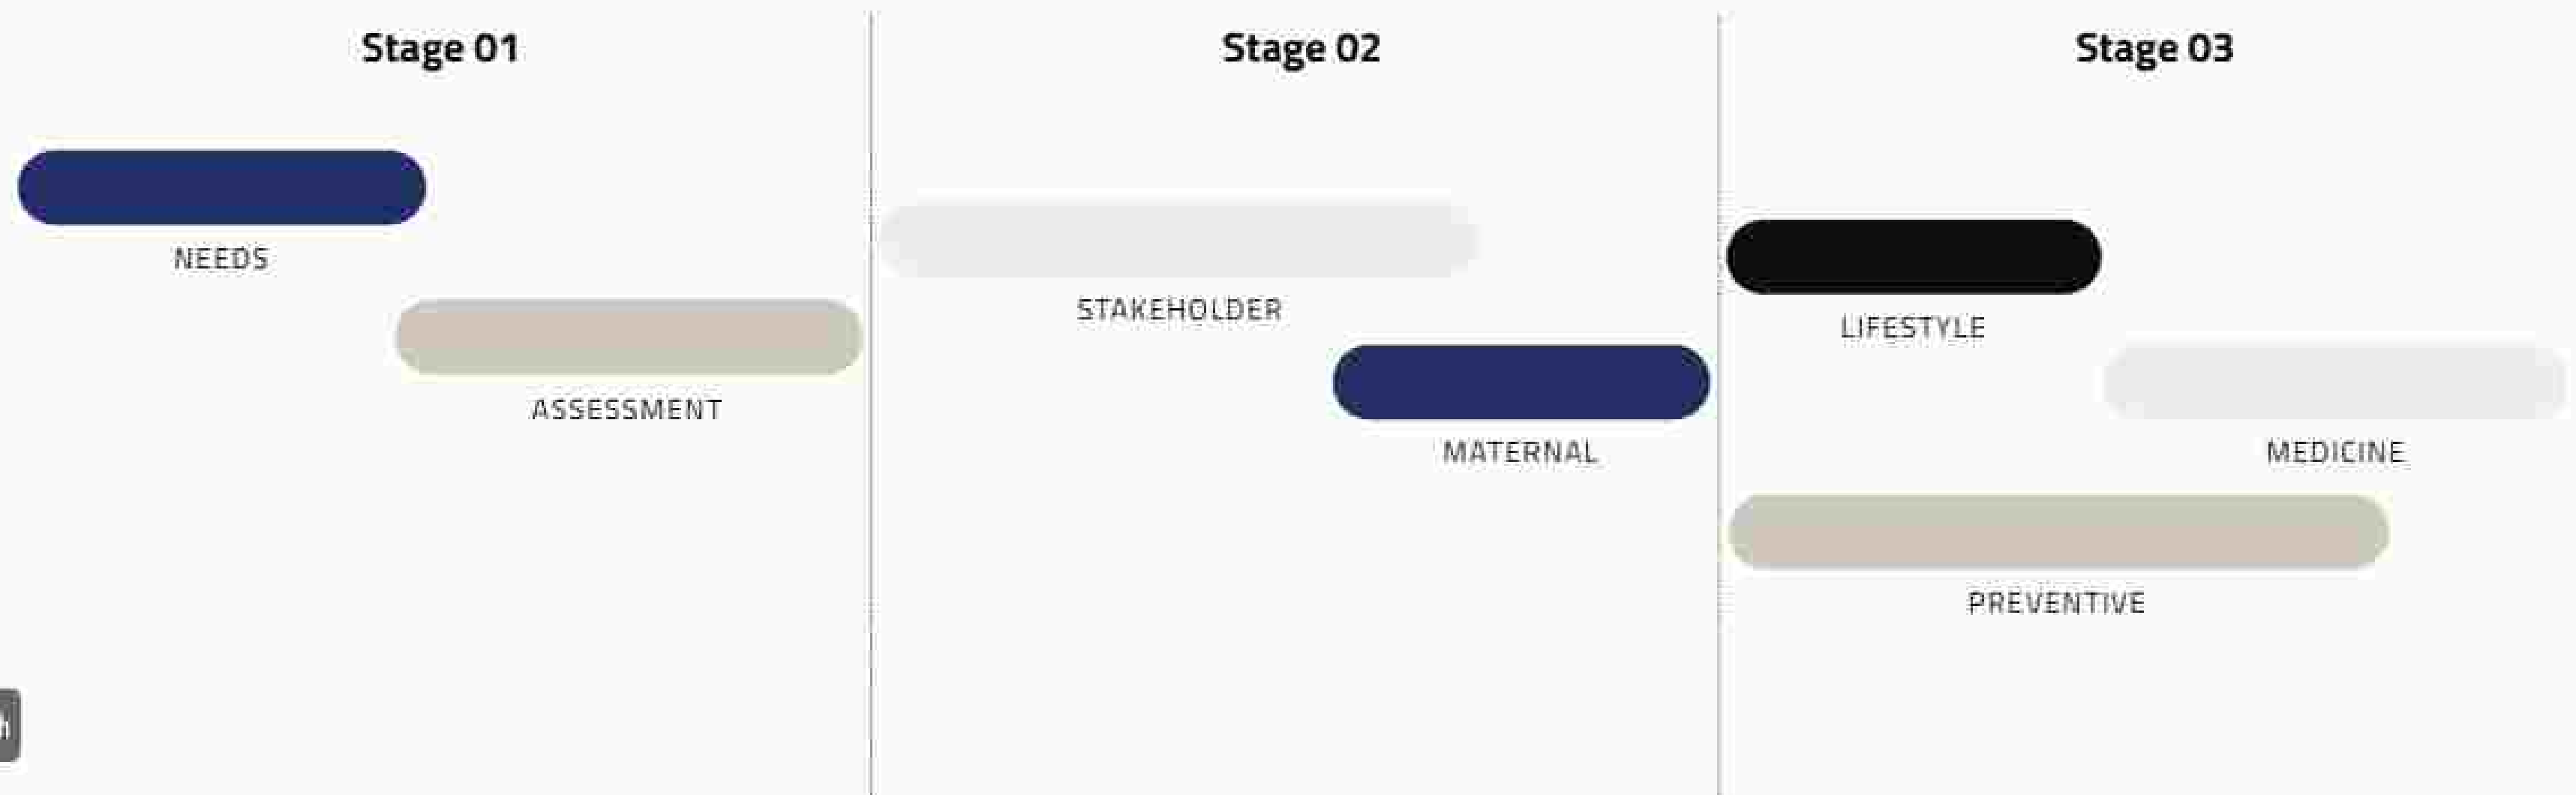 Stage 01
NEEDS
ASSESSMENT
Stage 02
STAKEHOLDER
MATERNAL
Stage 03
LIFESTYLE
MEDICINE
PREVENTIVE